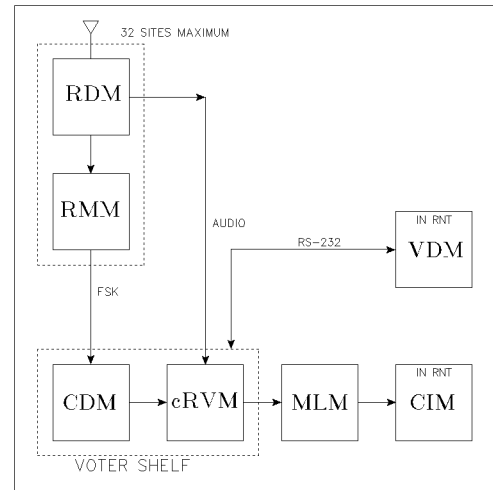 32 SITES MAXIMUM
RDM
RMM
AUDIO
IN RNT
RS-232
VDM
FSK
IN RNT
CDM
cRVM
MLM
CIM
VOTER SHELF